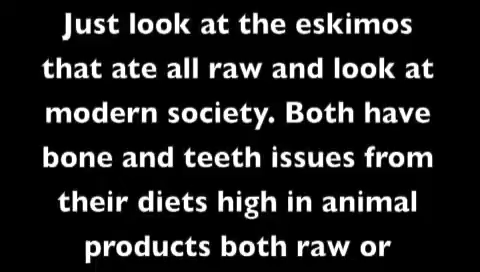 Just look at the eskimos
that ate all raw and look at
modern society. Both have
bone and teeth issues from
their diets high in animal
products both raw or